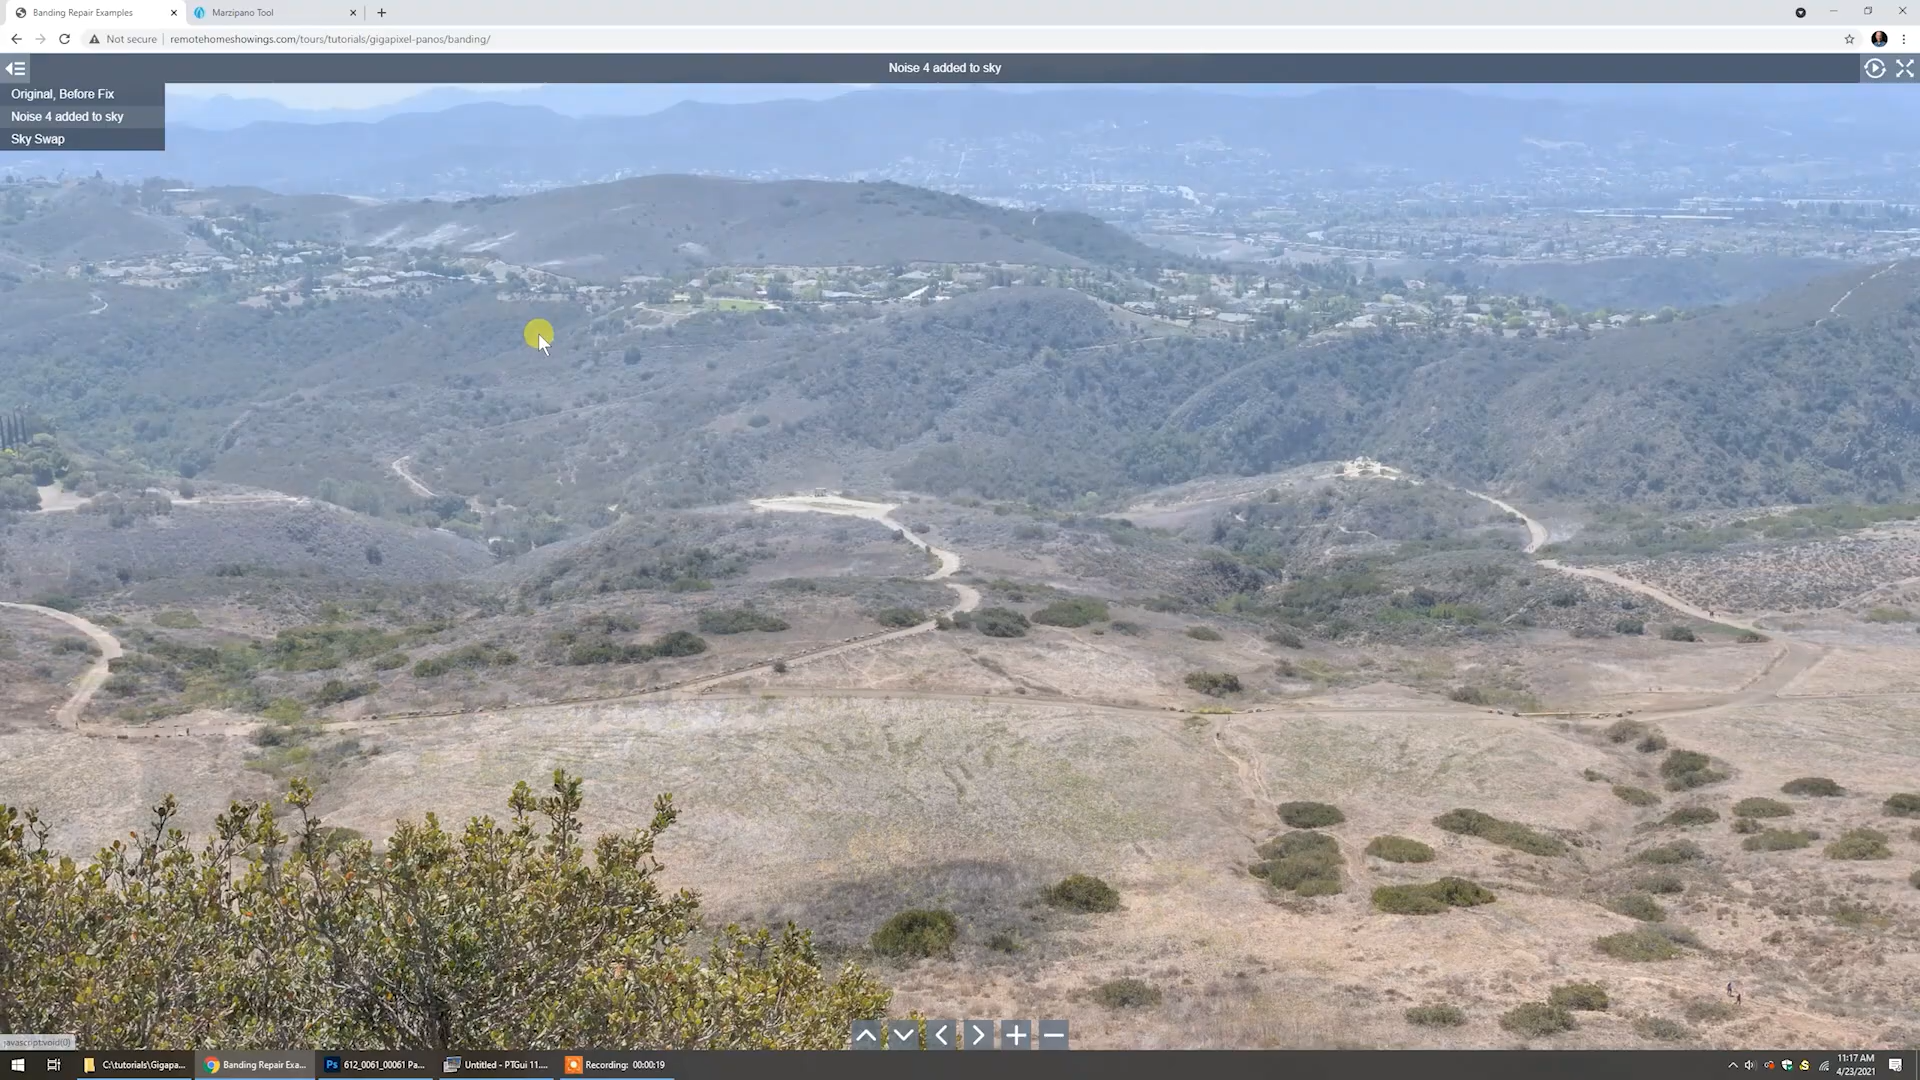 Banding Repair Examples
Marzipano Tool
Not secure
remotehomeshowings.com/tours/tutorials/gigapixel-panos/banding/
Noise 4 added to sky
Original, Before Fix
Noise 4 added to sky
Sky Swap
javascript:void(0)
C:\tutorials\Gigapa...
Banding Repair Exa...
Ps
612_0061_00061 Pa...
Untitled - PTGui 11....
Recording: 00:00:19
11:17 AM
4/23/2021